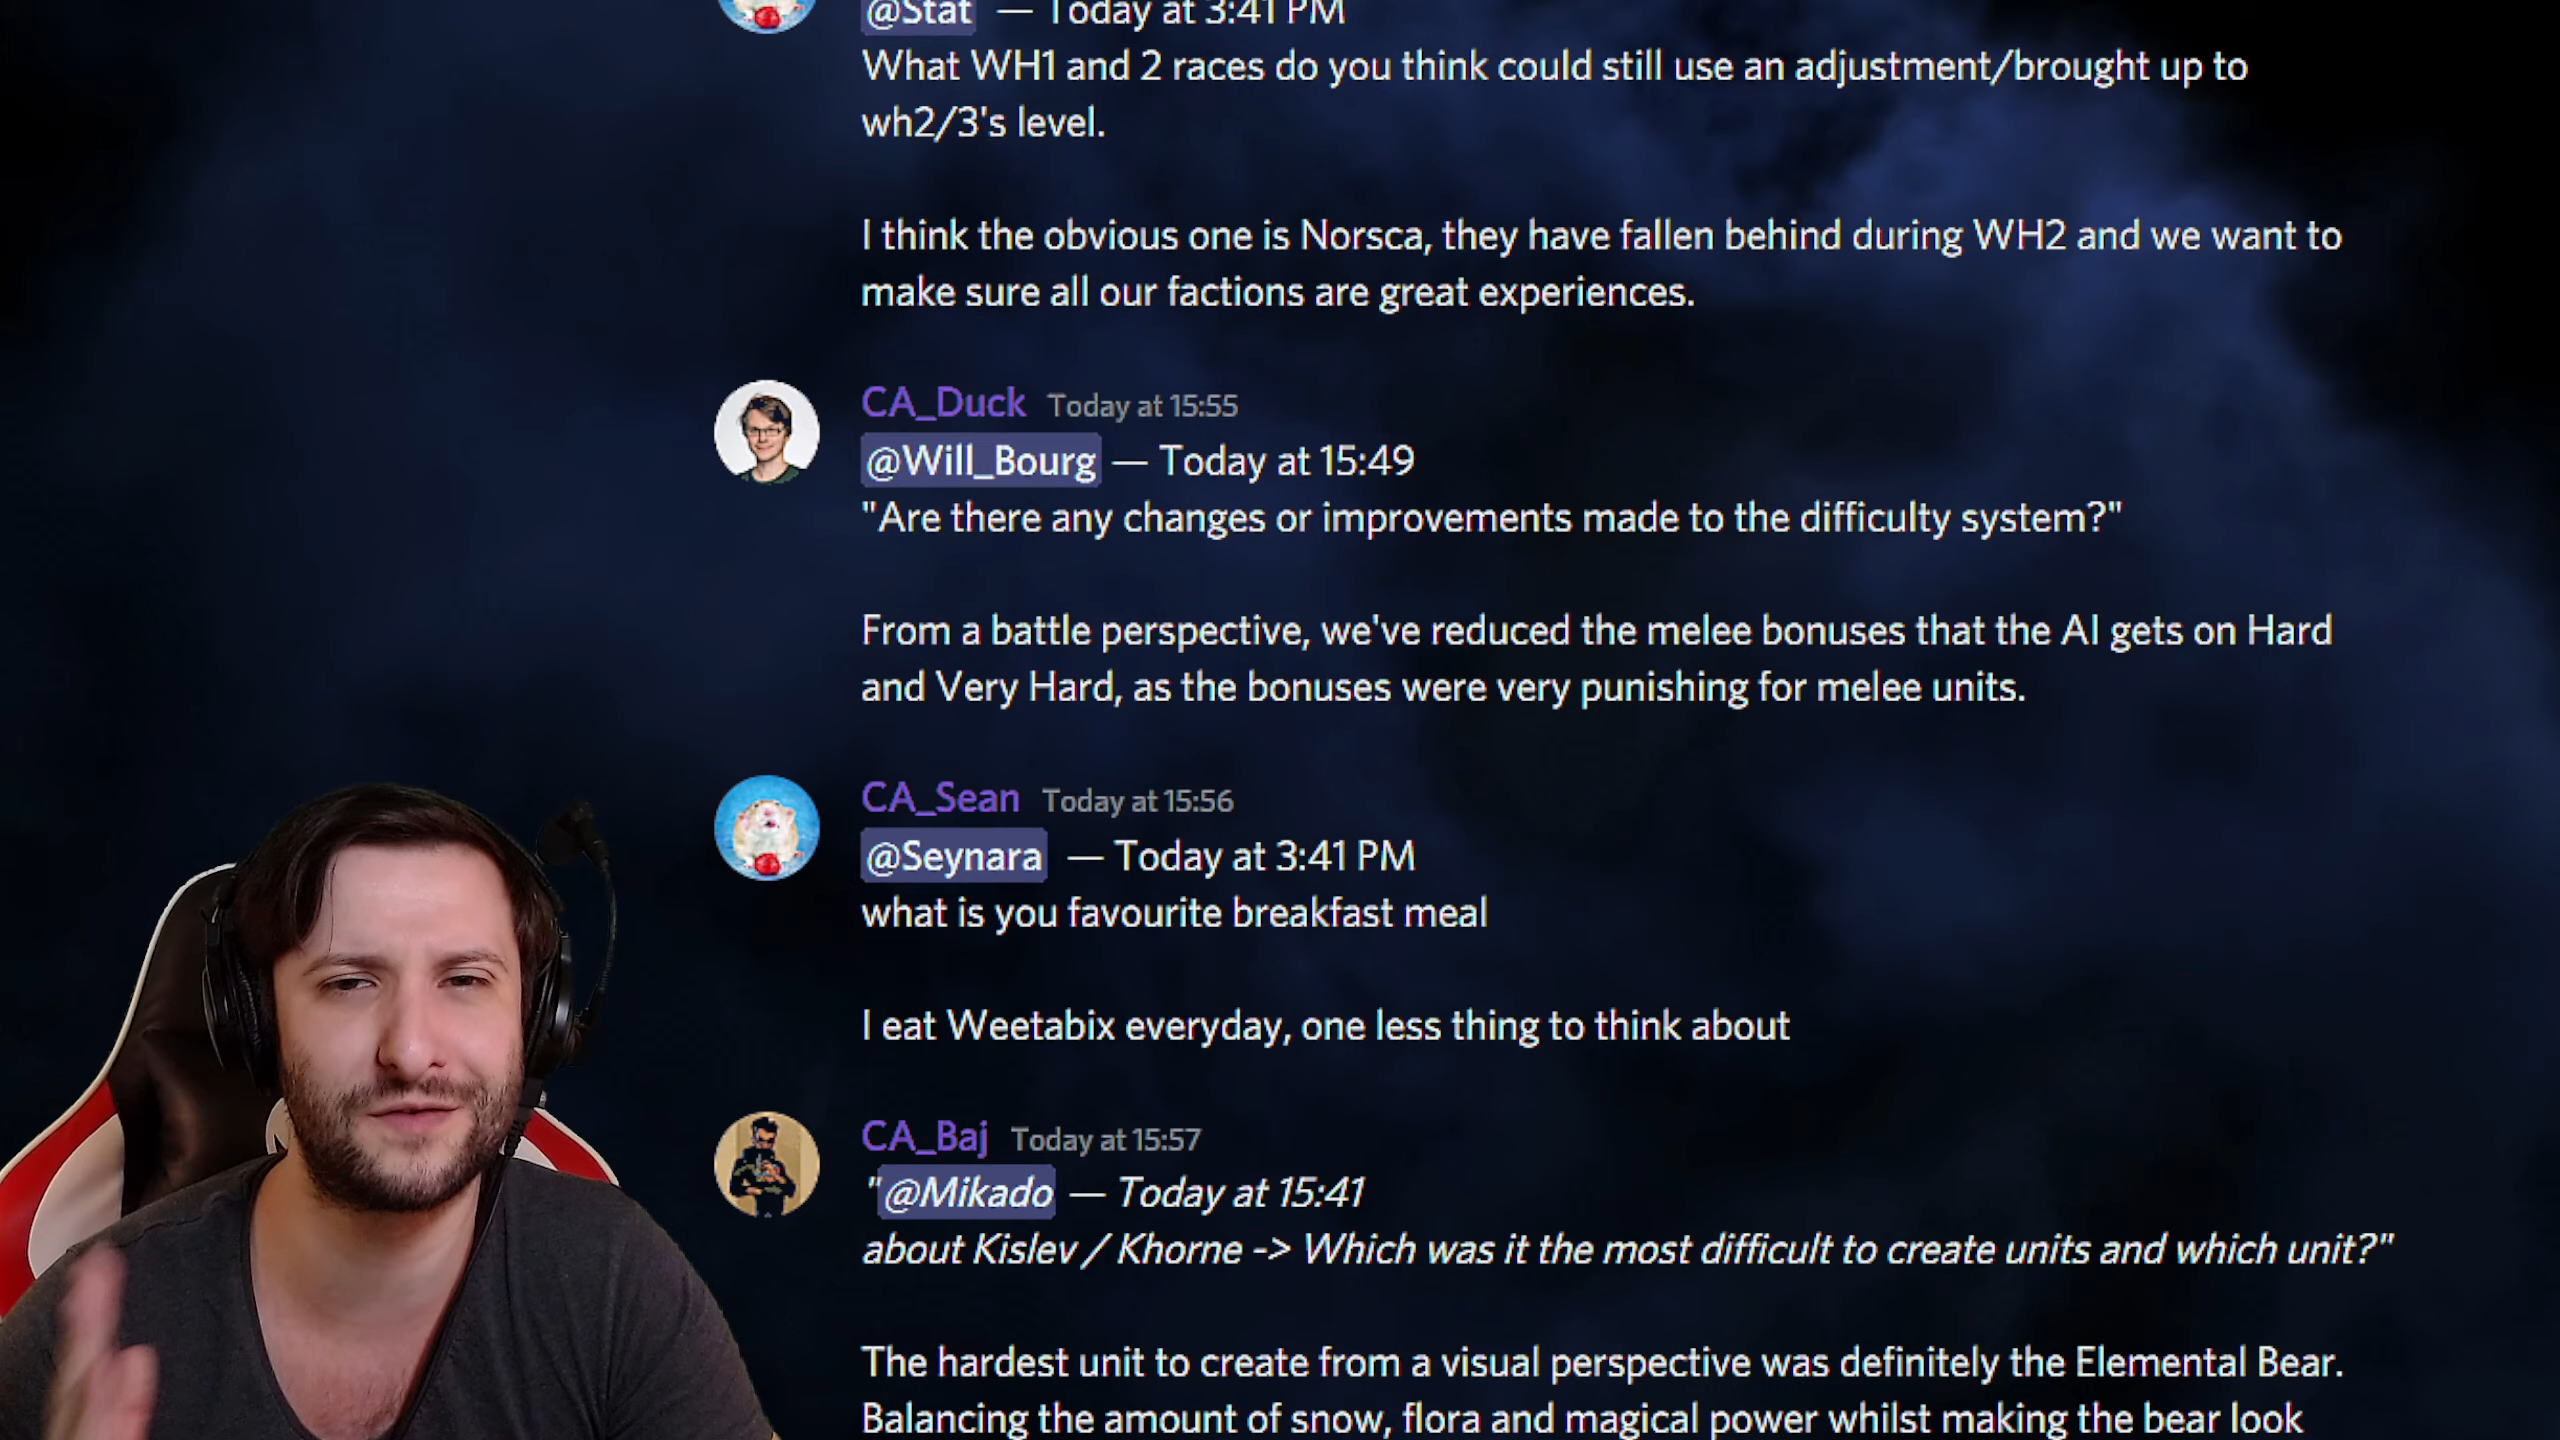 @Stat — Today at 3:41 PM
What WH1 and 2 races do you think could still use an adjustment/brought up to
wh2/3's level.
I think the obvious one is Norsca, they have fallen behind during WH2 and we want to
make sure all our factions are great experiences.
CA_Duck Today at 15:55
@Will_Bourg — Today at 15:49
"Are there any changes or improvements made to the difficulty system?"
From a battle perspective, we've reduced the melee bonuses that the AI gets on Hard
and Very Hard, as the bonuses were very punishing for melee units.
CA_Sean Today at 15:56
@Seynara — Today at 3:41 PM
what is you favourite breakfast meal
I eat Weetabix everyday, one less thing to think about
CA_Baj Today at 15:57
"@Mikado — Today at 15:41
about Kislev / Khorne -> Which was it the most difficult to create units and which unit?"
The hardest unit to create from a visual perspective was definitely the Elemental Bear.
Balancing the amount of snow, flora and magical power whilst making the bear look